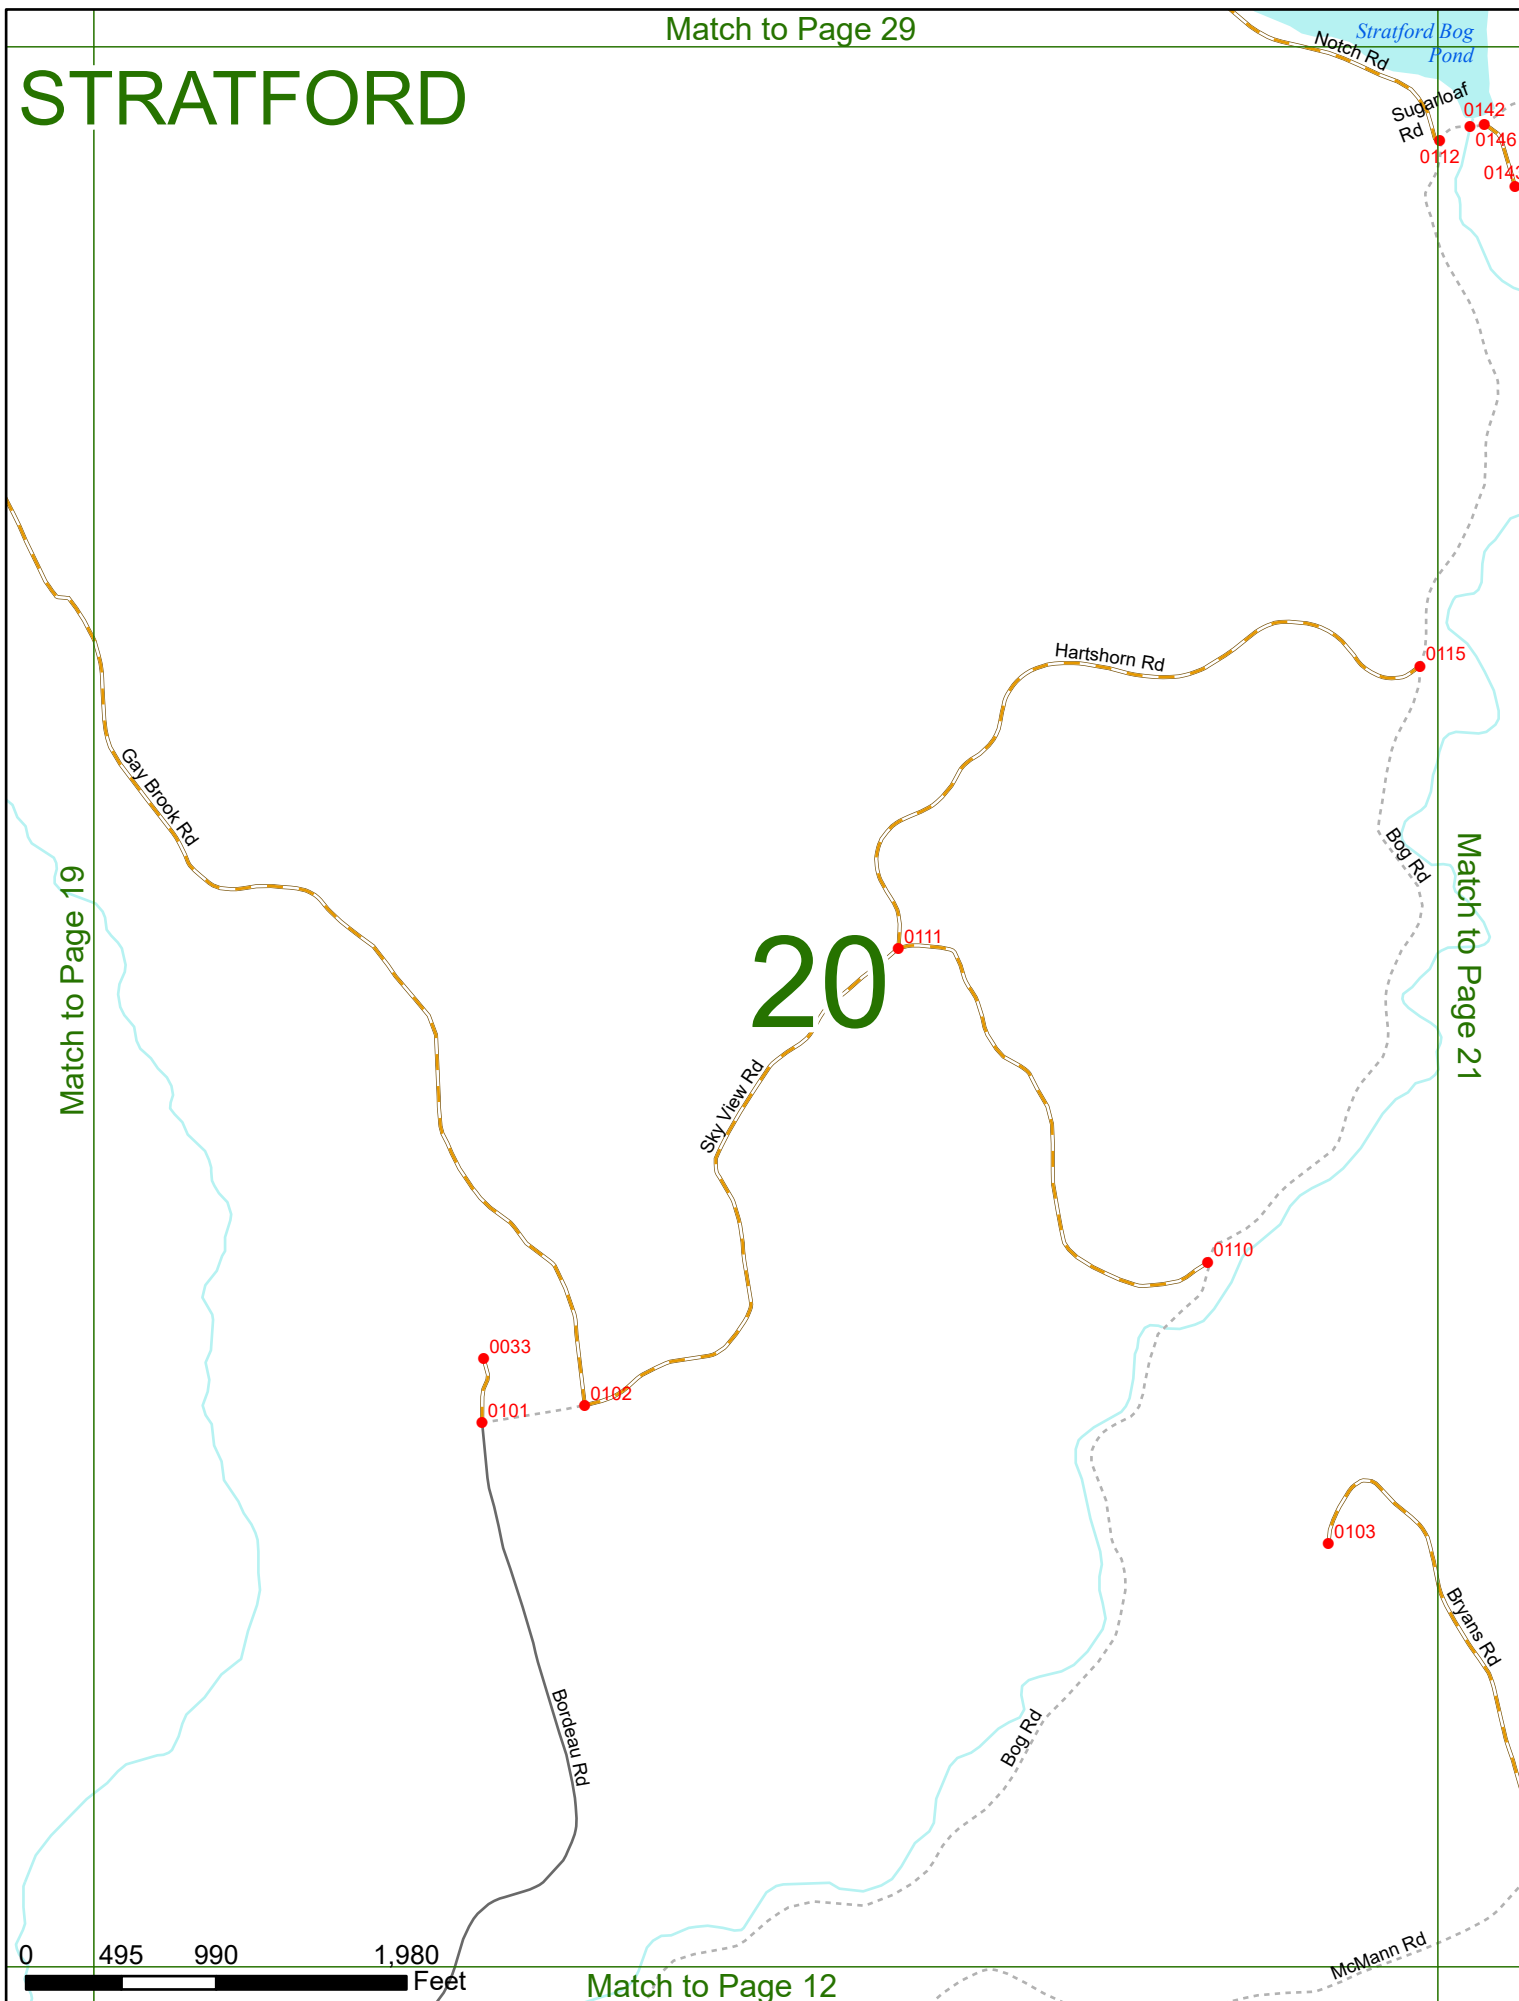 Match to Page 29
Stratford Bog
Pond
STRATFORD
Notch Rd
Sugarloaf
Rd
0142
0146
0112
0143
Hartshorn Rd
0115
Gay Brook Rd
Bog Rd
Match to Page 19
Match to Page 21
0111
20
Sky View Rd
0110
0033
0102
0101
0103
Bryans Rd
Bordeau Rd
Bog Rd
McMann Rd
0 495 990 1,980
Feet
Match to Page 12